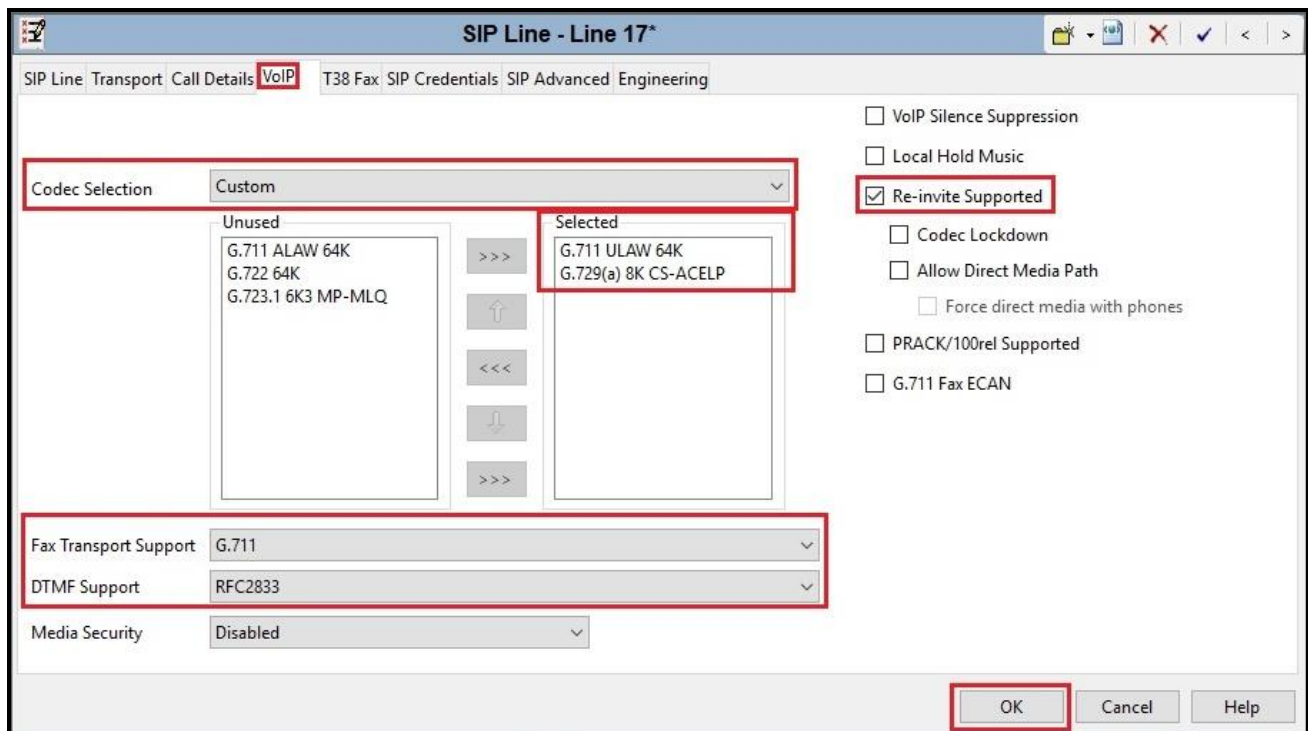 SIP Line - Line 17*
SIP Line Transport Call Details VoIP T38 Fax SIP Credentials SIP Advanced Engineering
Codec Selection Custom
Unused
G.711 ALAW 64K
G.722 64K
G.723.1 6K3 MP-MLQ
>>>
<<<
>>>
Selected
G.711 ULAW 64K
G.729(a) 8K CS-ACELP
Fax Transport Support G.711
DTMF Support RFC2833
Media Security Disabled
VoIP Silence Suppression
Local Hold Music
Re-invite Supported
Codec Lockdown
Allow Direct Media Path
Force direct media with phones
PRACK/100rel Supported
G.711 Fax ECAN
OK Cancel Help